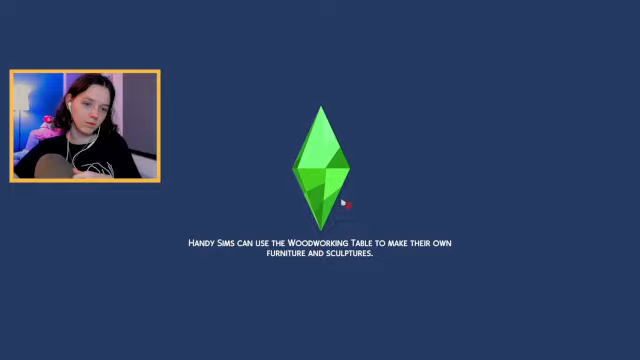 Handy Sims can use the Woodworking Table to make their own
furniture and sculptures.